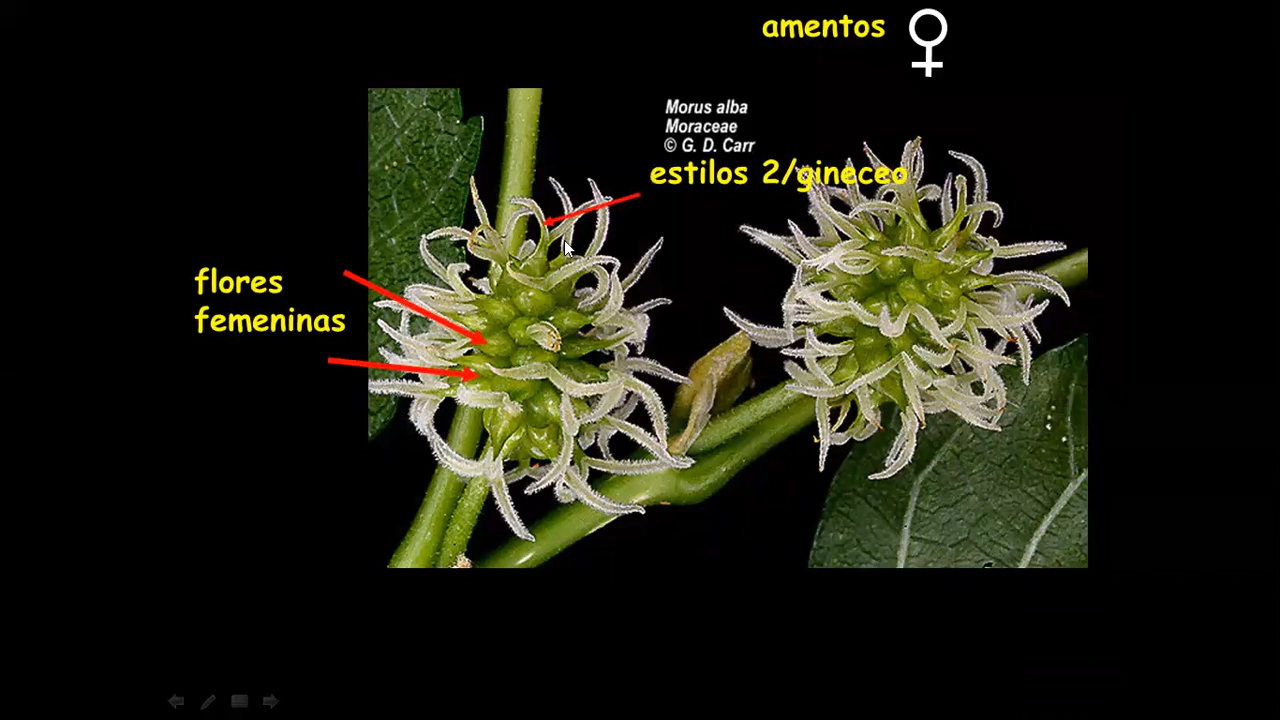 amentos ♀
Morus alba
Moraceae
© G. D. Carr
estilos 2/gineceo
flores
femeninas